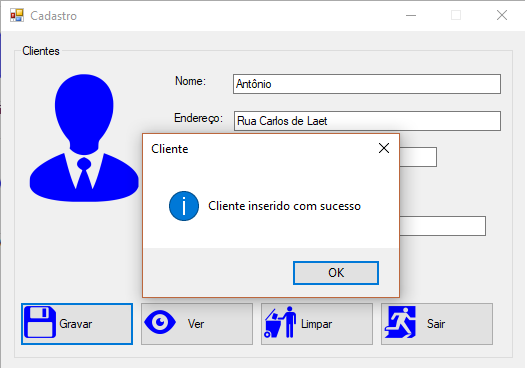 Cadastro
Clientes
Nome:
Antônio
Endereço:
Rua Carlos de Laet
Cliente
Cliente inserido com sucesso
OK
Gravar
Ver
Limpar
Sair